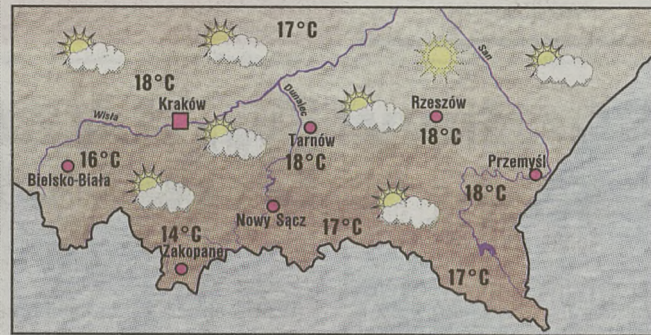 17°C
San
18°C
Kraków
Wisła
Dunajec
Rzeszów
18°C
Tarnów
18°C
16°C
Bielsko-Biała
Przemyśl
18°C
Nowy Sącz
17°C
14°C
Zakopane
17°C